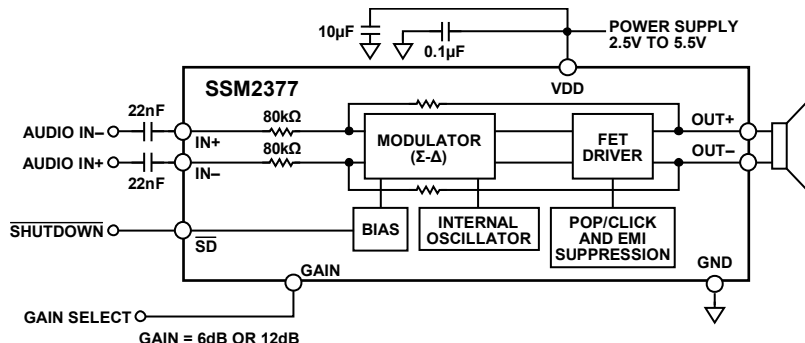 10µF
0.1µF
POWER SUPPLY
2.5V TO 5.5V
SSM2377
VDD
22nF
80kΩ
OUT+
AUDIO IN–
IN+
MODULATOR
(Σ-Δ)
FET
DRIVER
80kΩ
AUDIO IN+
IN–
OUT–
22nF
SHUTDOWN
SD
BIAS
INTERNAL
OSCILLATOR
POP/CLICK
AND EMI
SUPPRESSION
GAIN
GND
GAIN SELECT
GAIN = 6dB OR 12dB